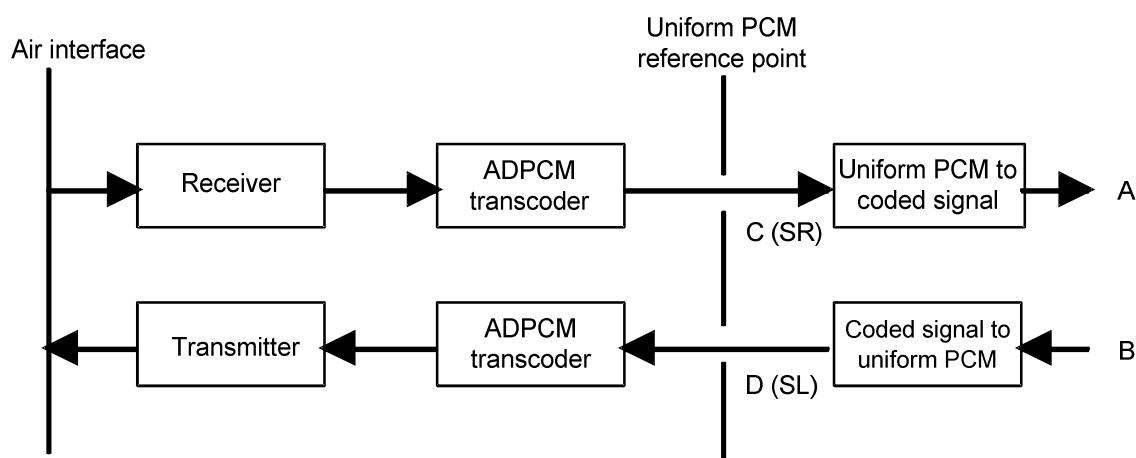 Air interface
Uniform PCM
reference point
Receiver
ADPCM
transcoder
Uniform PCM to
coded signal
A
C (SR)
Transmitter
ADPCM
transcoder
Coded signal to
uniform PCM
B
D (SL)